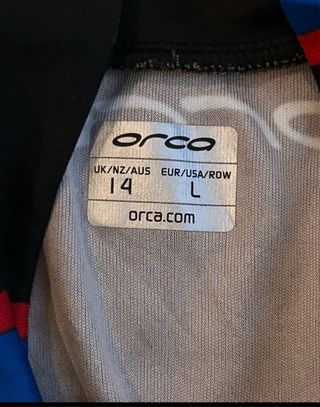 orca
UK/NZ/AUS EUR/USA/ROW
14 L
orca.com